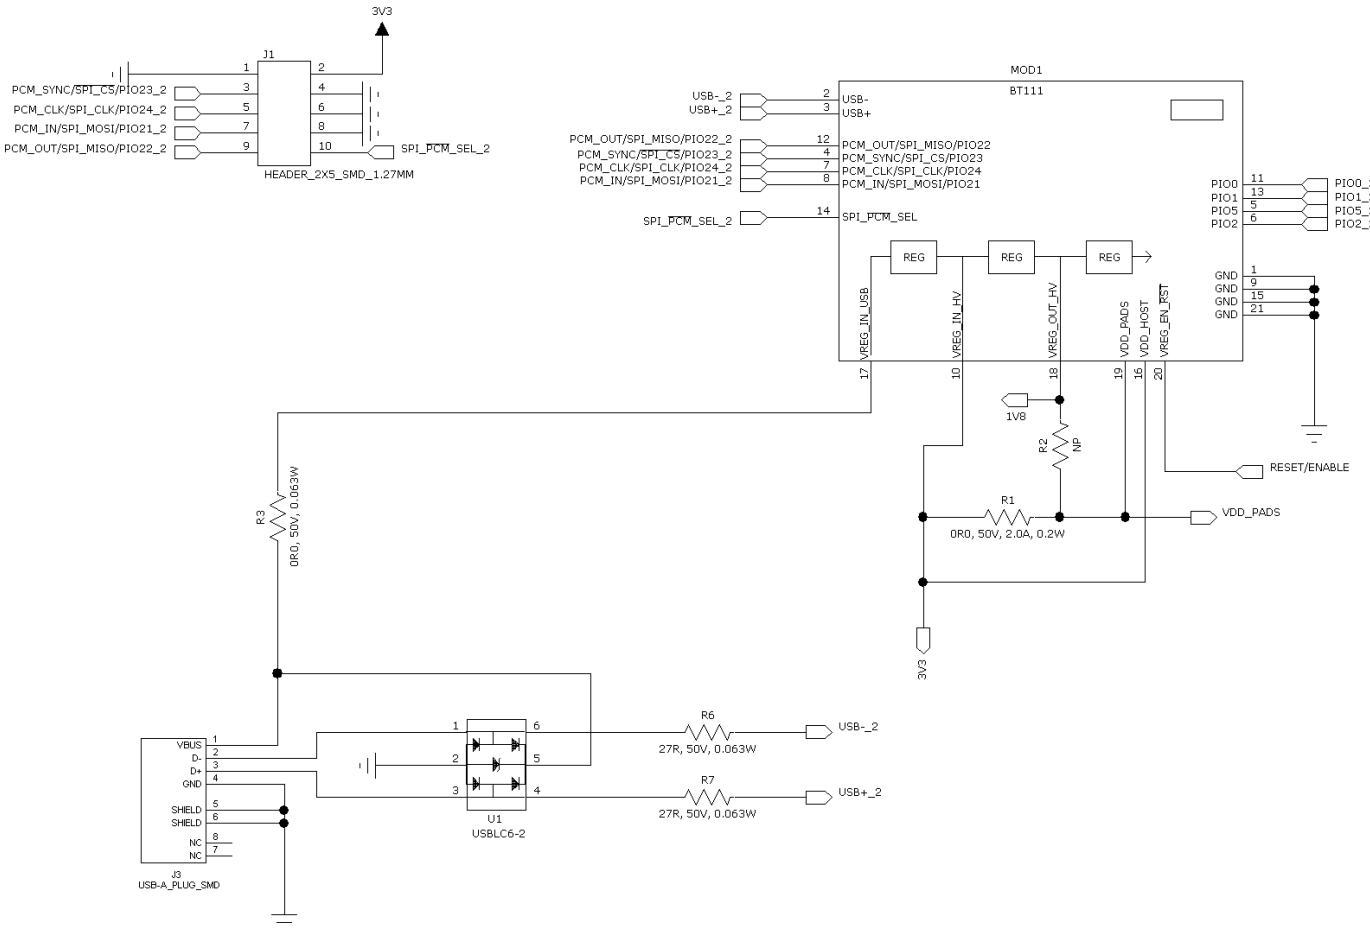 3V3
J1
1 2
PCM_SYNC/SPI_CS/PIO23_2 3 4
PCM_CLK/SPI_CLK/PIO24_2 5 6
PCM_IN/SPI_MOSI/PIO21_2 7 8
PCM_OUT/SPI_MISO/PIO22_2 9 10 SPI_PCM_SEL_2
HEADER_2X5_SMD_1.27MM
MOD1
BT111
USB-_2 2 USB-
USB+_2 3 USB+
PCM_OUT/SPI_MISO/PIO22_2 12 PCM_OUT/SPI_MISO/PIO22
PCM_SYNC/SPI_CS/PIO23_2 4 PCM_SYNC/SPI_CS/PIO23
PCM_CLK/SPI_CLK/PIO24_2 7 PCM_CLK/SPI_CLK/PIO24
PCM_IN/SPI_MOSI/PIO21_2 8 PCM_IN/SPI_MOSI/PIO21
SPI_PCM_SEL_2 14 SPI_PCM_SEL
PIO0 11 PIO0_
PIO1 13 PIO1_
PIO5 5 PIO5_
PIO2 6 PIO2_
REG REG REG
GND 1
GND 9
GND 15
GND 21
VREG_IN_USB
VREG_IN_HV
VREG_OUT_HV
VDD_PADS
VDD_HOST
VREG_EN_RST
17 10 18 19 16 20
1V8
R2
NP
RESET/ENABLE
R1
0R0, 50V, 2.0A, 0.2W
VDD_PADS
3V3
R3
0R0, 50V, 0.063W
VBUS 1
D- 2
D+ 3
GND 4
SHIELD 5
SHIELD 6
NC 8
NC 7
J3
USB-A_PLUG_SMD
1 6
2 5
3 4
U1
USBLC6-2
R6
27R, 50V, 0.063W
USB-_2
R7
27R, 50V, 0.063W
USB+_2